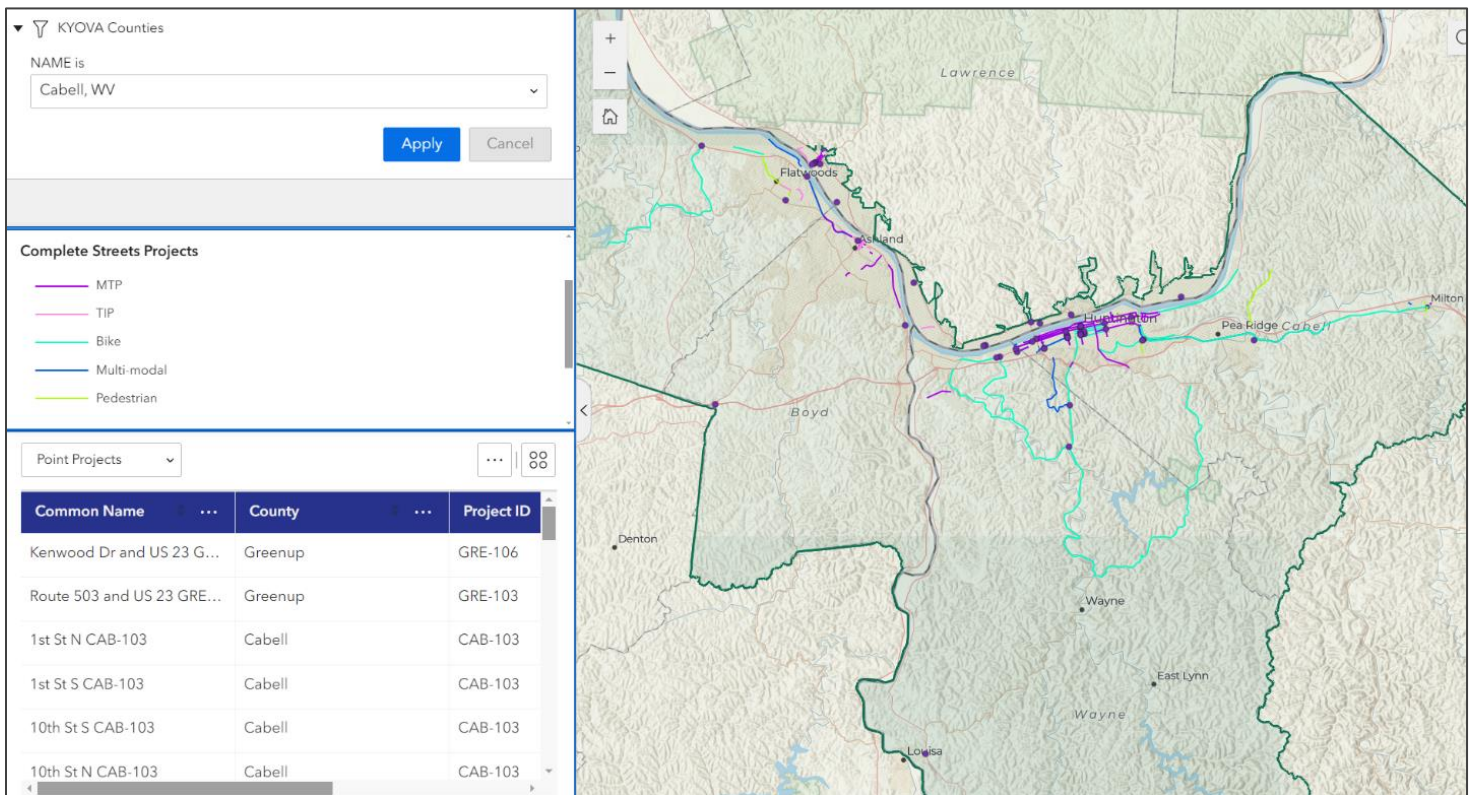 KYOVA Counties
NAME is
Cabell, WV
Apply Cancel
Complete Streets Projects
MTP
TIP
Bike
Multi-modal
Pedestrian
Point Projects
Common Name County Project ID
Kenwood Dr and US 23 G... Greenup GRE-106
Route 503 and US 23 GRE... Greenup GRE-103
1st St N CAB-103 Cabell CAB-103
1st St S CAB-103 Cabell CAB-103
10th St S CAB-103 Cabell CAB-103
10th St N CAB-103 Cabell CAB-103
Lawrence
Flatwoods
Ashland
Huntington
Milton
Pea Ridge Cabell
Boyd
Denton
Wayne
East Lynn
Wayne
Louisa